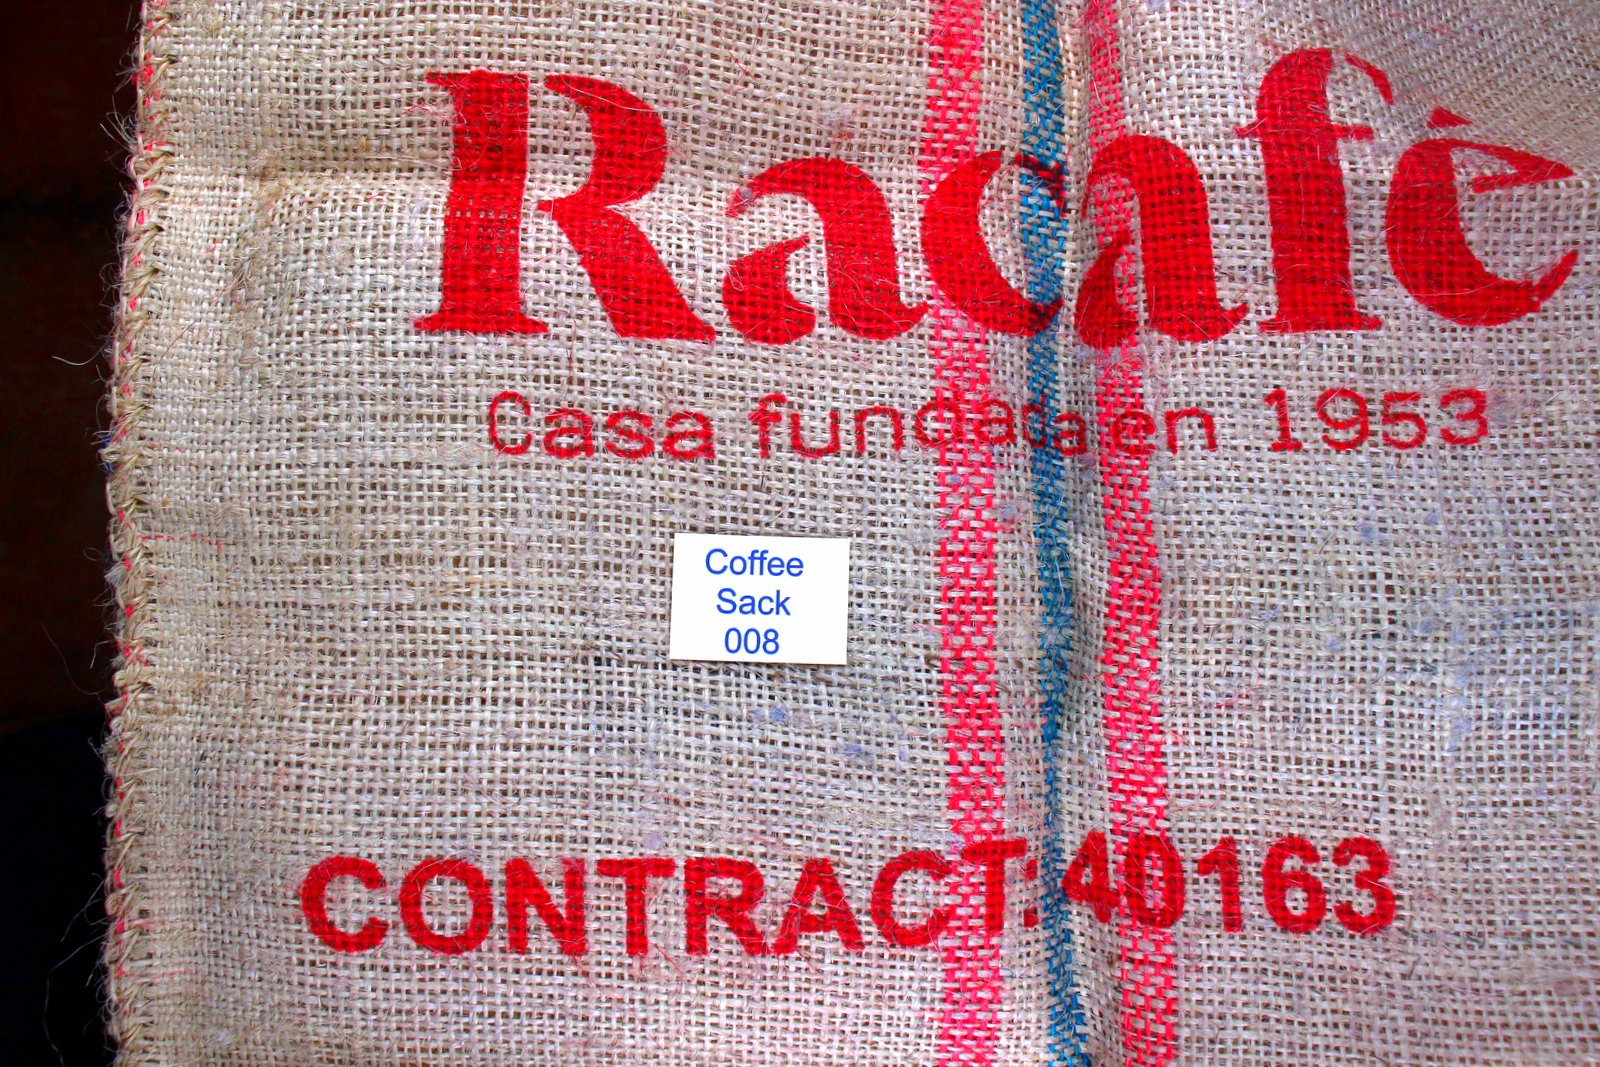 Racafé
Casa fundada en 1953
Coffee
Sack
008
CONTRACT:40163